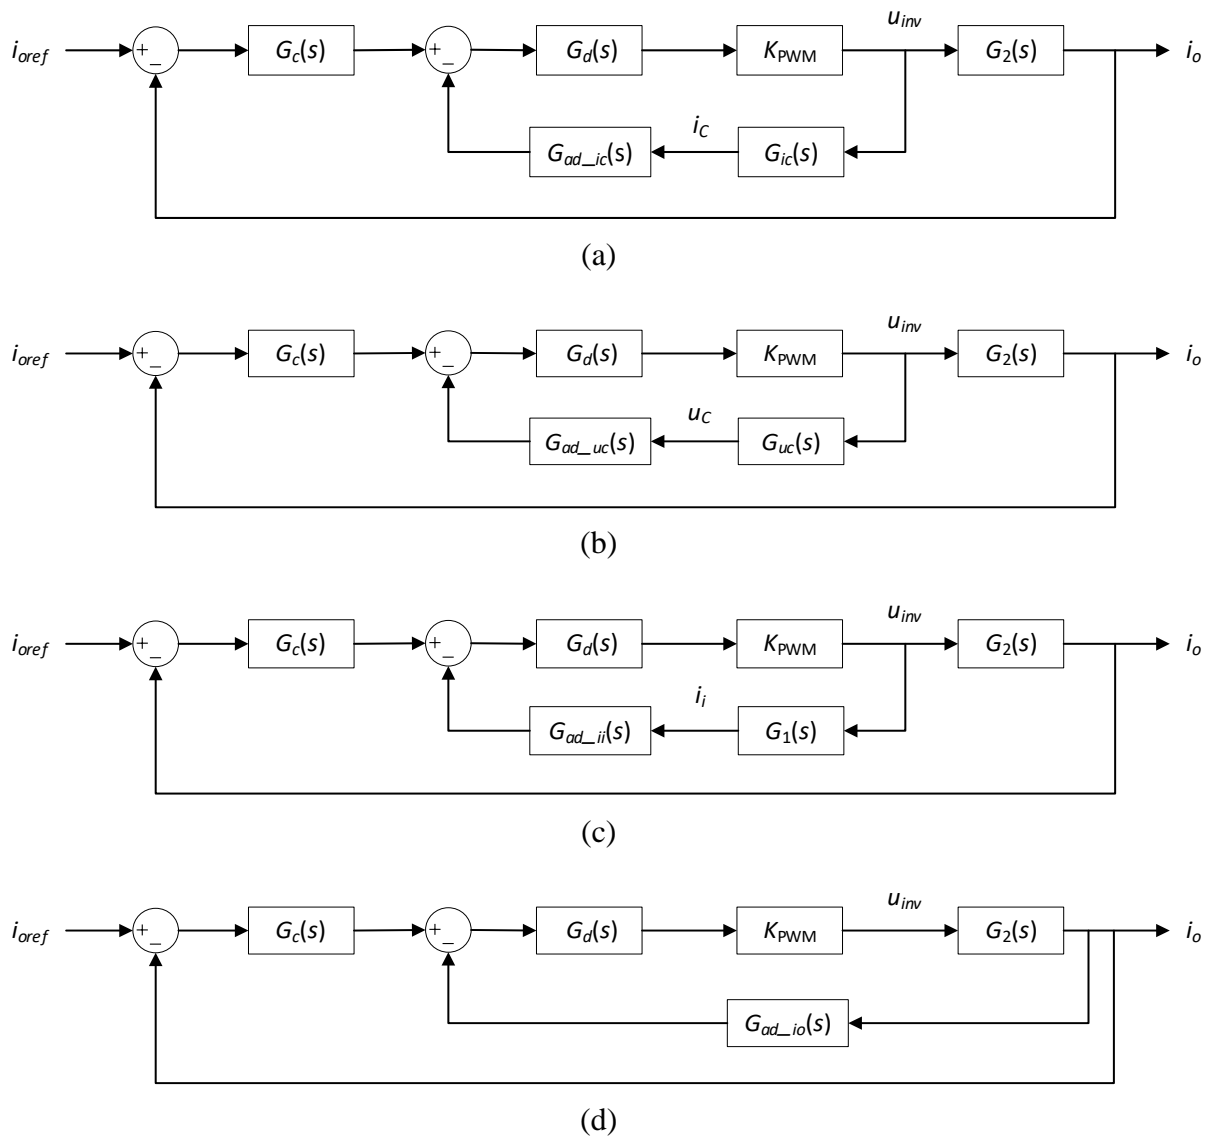 u_inv
i_oref + − G_c(s) + − G_d(s) K_PWM G_2(s) i_o
i_C
G_ad_ic(s) G_ic(s)
(a)
u_inv
i_oref + − G_c(s) + − G_d(s) K_PWM G_2(s) i_o
u_C
G_ad_uc(s) G_uc(s)
(b)
u_inv
i_oref + − G_c(s) + − G_d(s) K_PWM G_2(s) i_o
i_i
G_ad_ii(s) G_1(s)
(c)
u_inv
i_oref + − G_c(s) + − G_d(s) K_PWM G_2(s) i_o
G_ad_io(s)
(d)